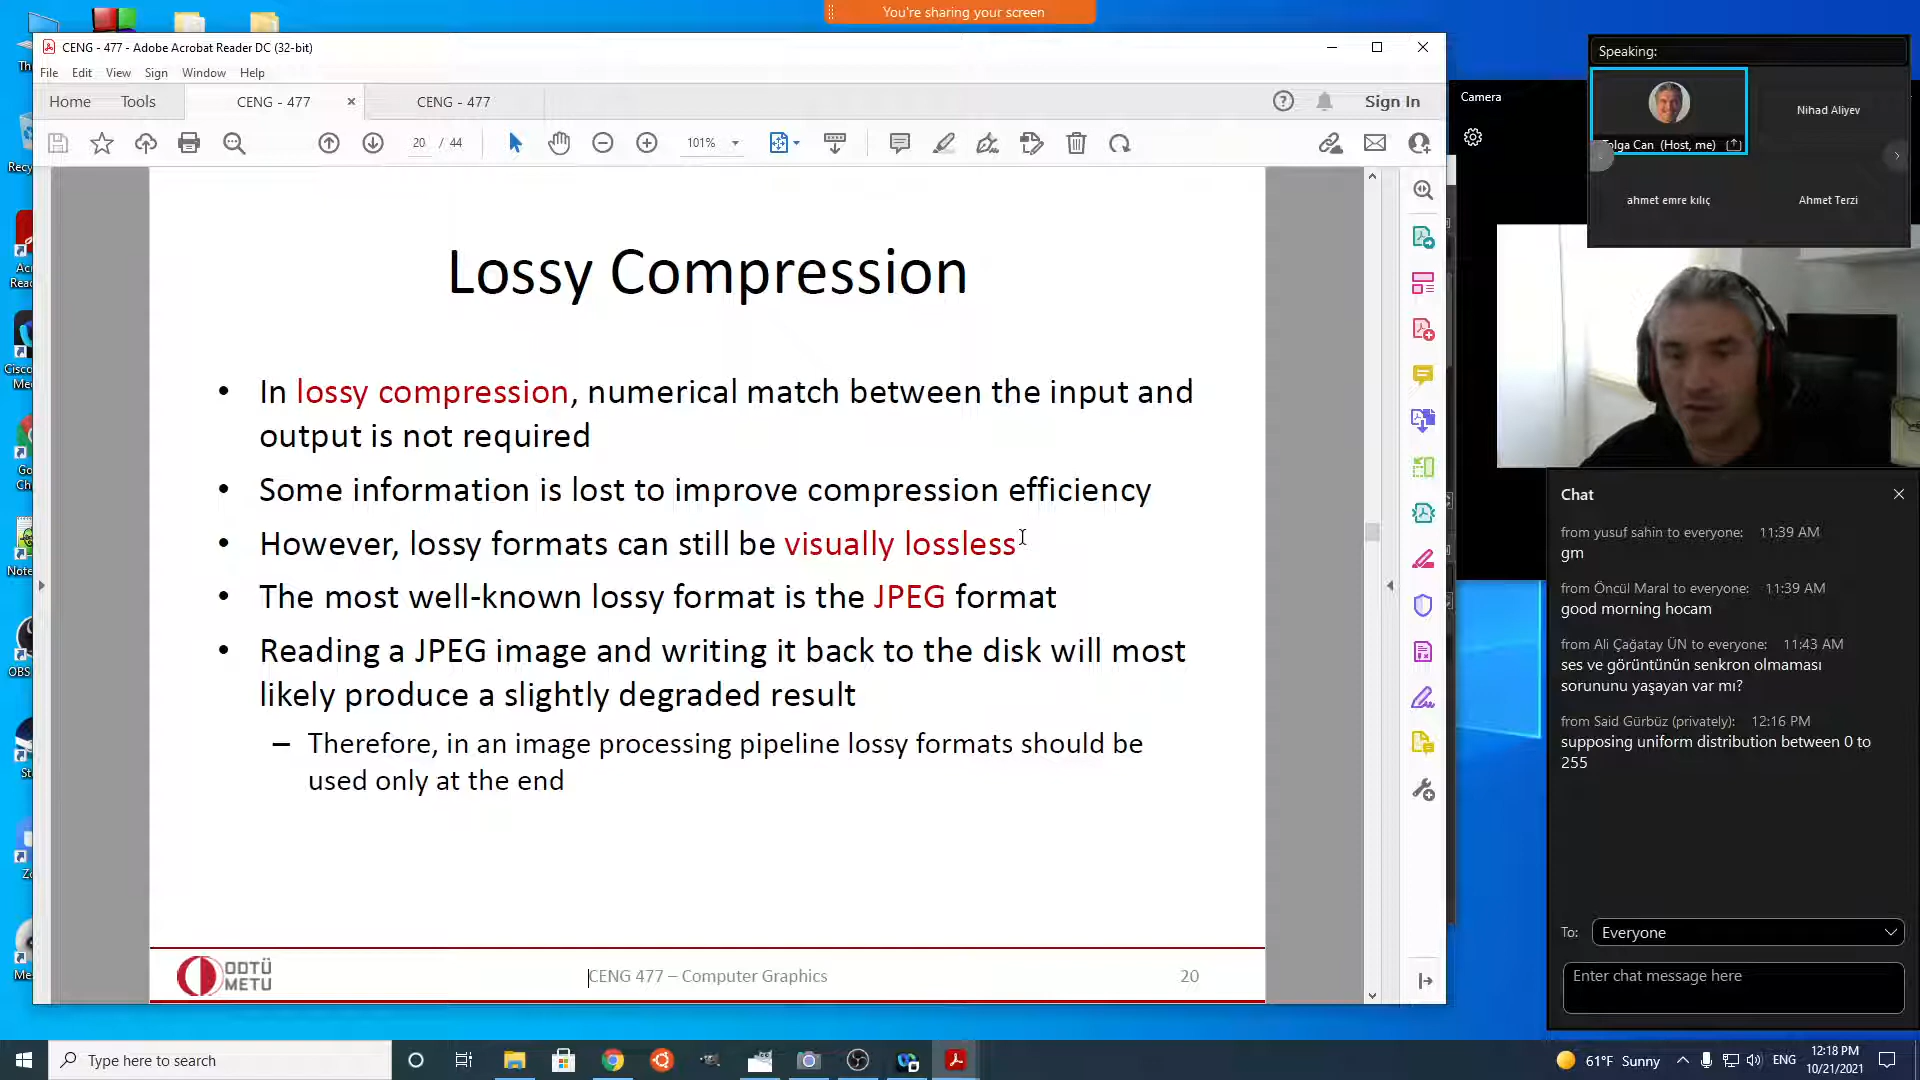 You're sharing your screen
CENG - 477 - Adobe Acrobat Reader DC (32-bit)
File Edit View Sign Window Help
Home Tools CENG - 477 × CENG - 477 Sign In
20 / 44 101%
Lossy Compression
• In lossy compression, numerical match between the input and
output is not required
• Some information is lost to improve compression efficiency
• However, lossy formats can still be visually lossless
• The most well-known lossy format is the JPEG format
• Reading a JPEG image and writing it back to the disk will most
likely produce a slightly degraded result
– Therefore, in an image processing pipeline lossy formats should be
used only at the end
ODTÜ
METU
CENG 477 – Computer Graphics
20
Camera
Speaking:
Tolga Can (Host, me)
Nihad Aliyev
ahmet emre kılıç
Ahmet Terzi
Chat
from yusuf sahin to everyone: 11:39 AM
gm
from Öncül Maral to everyone: 11:39 AM
good morning hocam
from Ali Çağatay ÜN to everyone: 11:43 AM
ses ve görüntünün senkron olmaması
sorununu yaşayan var mı?
from Said Gürbüz (privately): 12:16 PM
supposing uniform distribution between 0 to
255
To: Everyone
Enter chat message here
Type here to search
61°F Sunny
ENG
12:18 PM
10/21/2021